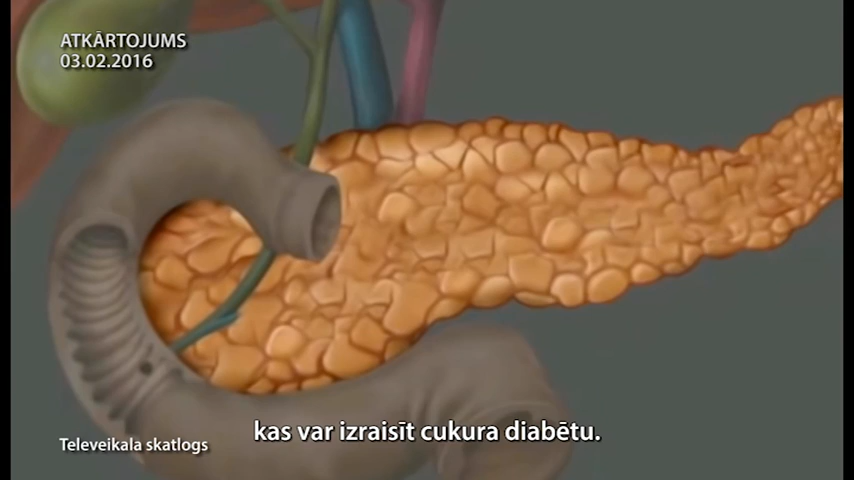 ATKĀRTOJUMS
03.02.2016
kas var izraisīt cukura diabētu.
Televeikala skatlogs